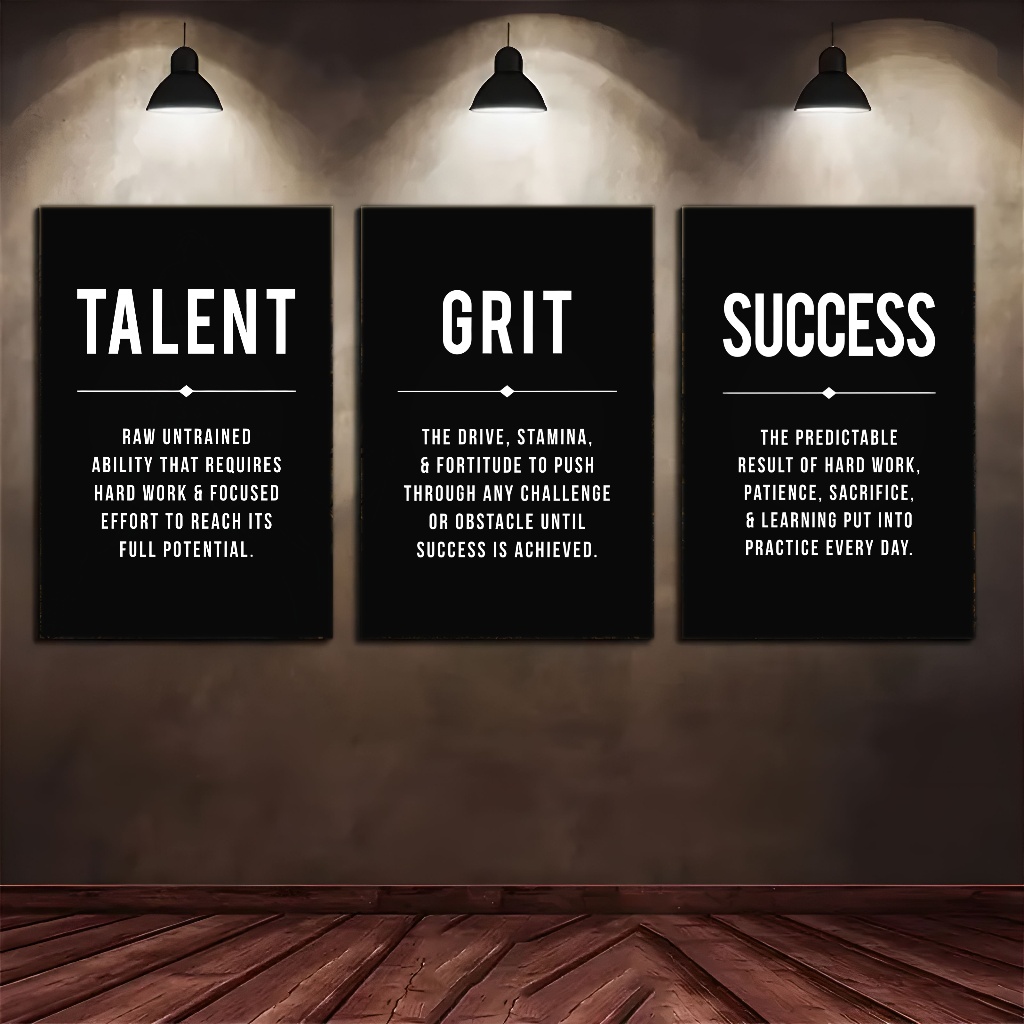 TALENT
RAW UNTRAINED
ABILITY THAT REQUIRES
HARD WORK & FOCUSED
EFFORT TO REACH ITS
FULL POTENTIAL.
GRIT
THE DRIVE, STAMINA,
& FORTITUDE TO PUSH
THROUGH ANY CHALLENGE
OR OBSTACLE UNTIL
SUCCESS IS ACHIEVED.
SUCCESS
THE PREDICTABLE
RESULT OF HARD WORK,
PATIENCE, SACRIFICE,
& LEARNING PUT INTO
PRACTICE EVERY DAY.